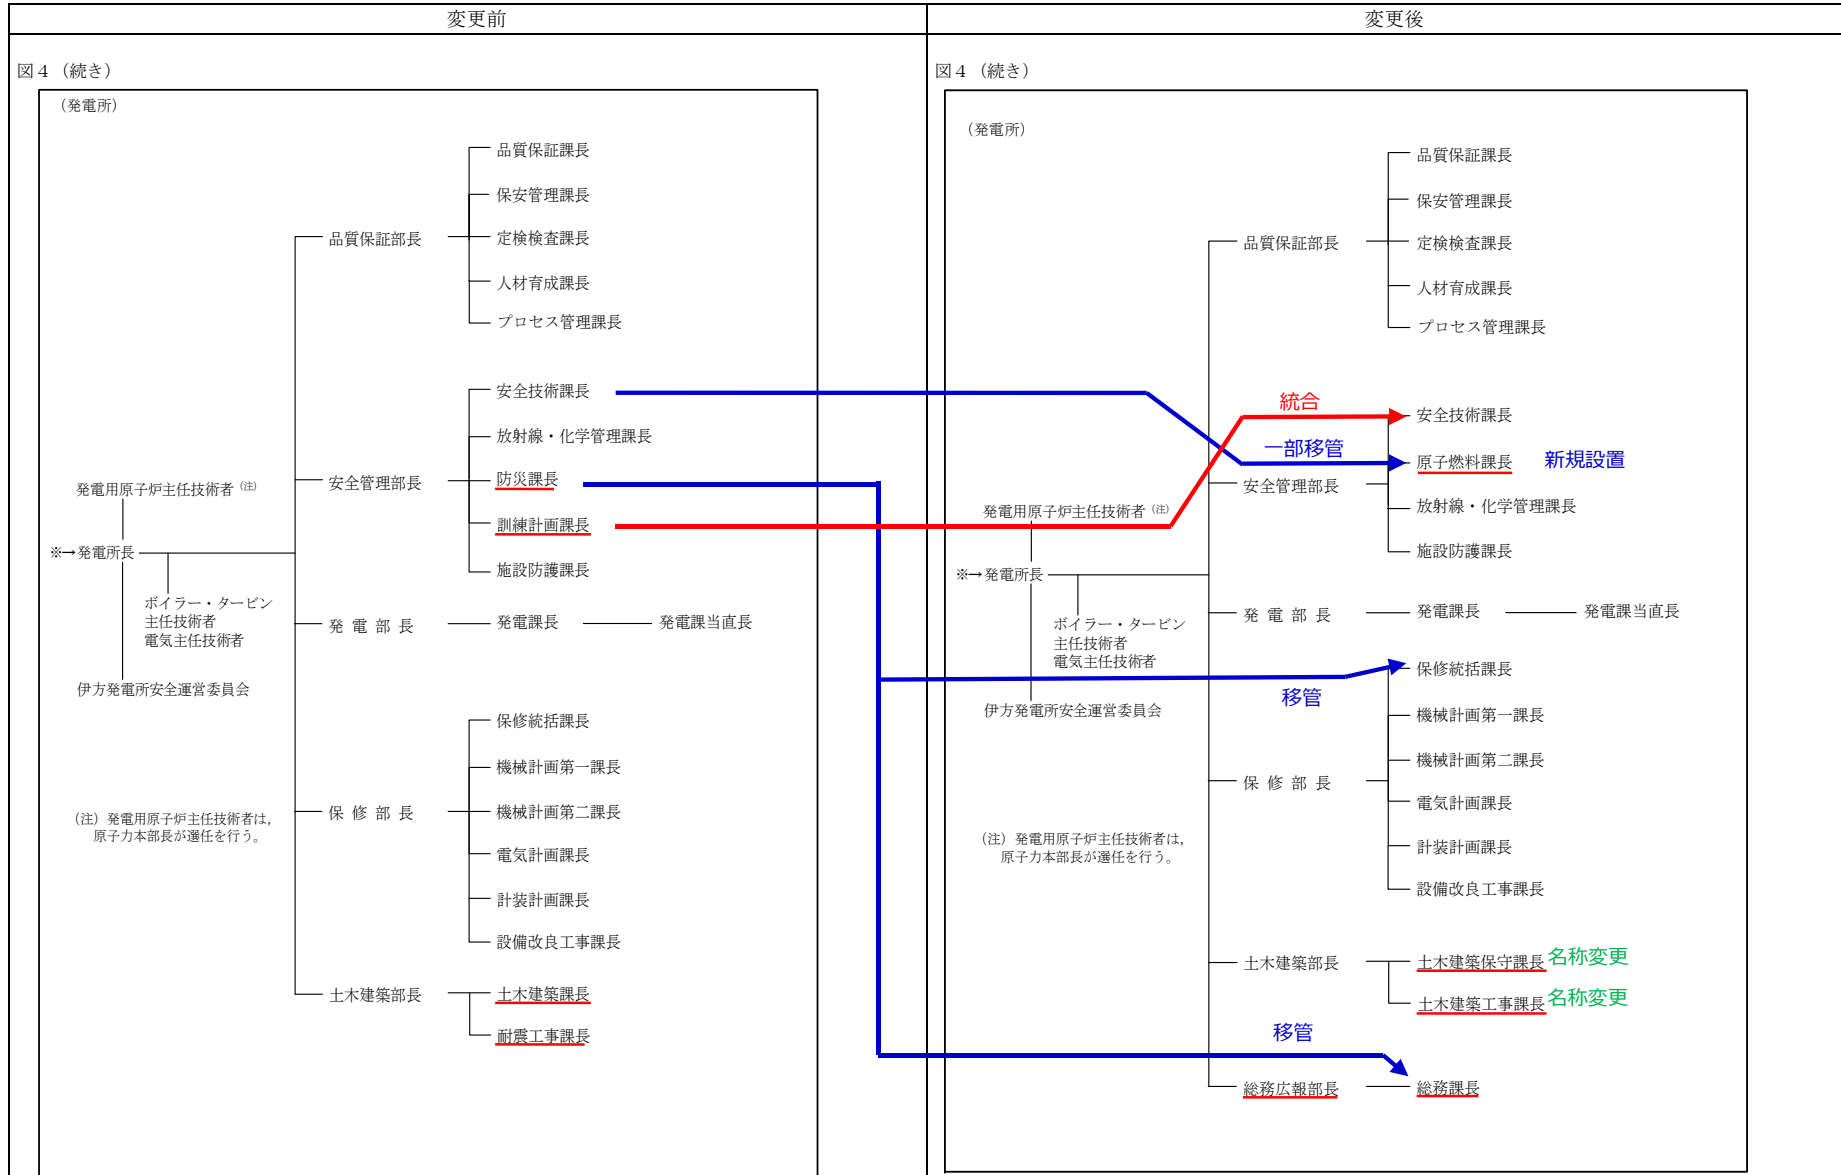 変更前
変更後
図4（続き）
（発電所）
品質保証課長
保安管理課長
品質保証部長
定検検査課長
人材育成課長
プロセス管理課長
安全技術課長
放射線・化学管理課長
安全管理部長
防災課長
発電用原子炉主任技術者（注）
訓練計画課長
※→発電所長
施設防護課長
ボイラー・タービン
主任技術者
電気主任技術者
発電部長
発電課長
発電課当直長
伊方発電所安全運営委員会
保修統括課長
機械計画第一課長
（注）発電用原子炉主任技術者は，
原子力本部長が選任を行う。
保修部長
機械計画第二課長
電気計画課長
計装計画課長
設備改良工事課長
土木建築部長
土木建築課長
耐震工事課長
図4（続き）
（発電所）
品質保証課長
保安管理課長
品質保証部長
定検検査課長
人材育成課長
プロセス管理課長
統合
安全技術課長
一部移管
原子燃料課長
新規設置
安全管理部長
放射線・化学管理課長
発電用原子炉主任技術者（注）
施設防護課長
※→発電所長
ボイラー・タービン
主任技術者
電気主任技術者
発電部長
発電課長
発電課当直長
保修統括課長
移管
伊方発電所安全運営委員会
機械計画第一課長
機械計画第二課長
保修部長
電気計画課長
（注）発電用原子炉主任技術者は，
原子力本部長が選任を行う。
計装計画課長
設備改良工事課長
土木建築部長
土木建築保守課長
名称変更
土木建築工事課長
名称変更
移管
総務広報部長
総務課長